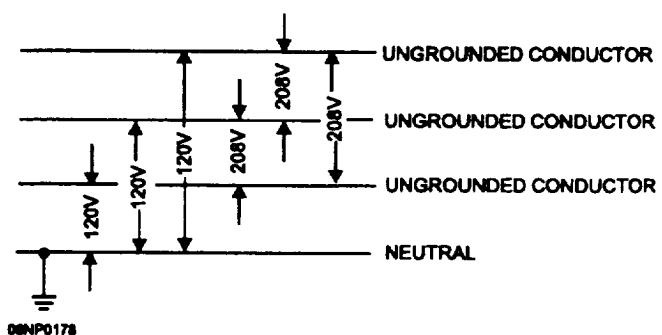 UNGROUNDED CONDUCTOR
208V
208V
120V
UNGROUNDED CONDUCTOR
208V
120V
UNGROUNDED CONDUCTOR
120V
NEUTRAL
08NP0178